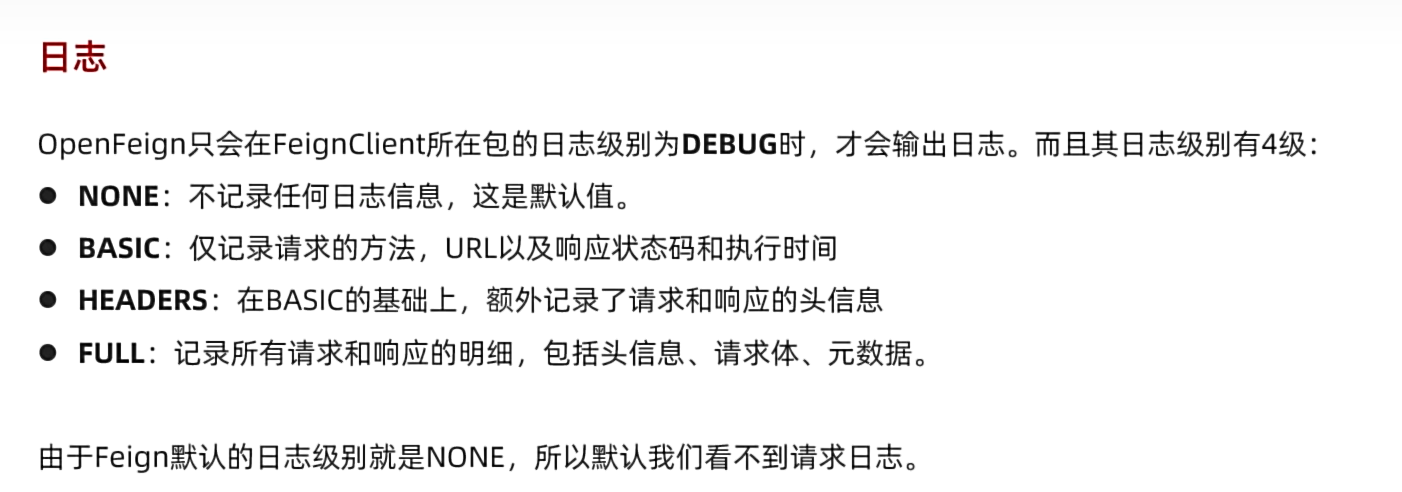 日志
OpenFeign只会在FeignClient所在包的日志级别为DEBUG时，才会输出日志。而且其日志级别有4级：
● NONE：不记录任何日志信息，这是默认值。
● BASIC：仅记录请求的方法，URL以及响应状态码和执行时间
● HEADERS：在BASIC的基础上，额外记录了请求和响应的头信息
● FULL：记录所有请求和响应的明细，包括头信息、请求体、元数据。
由于Feign默认的日志级别就是NONE，所以默认我们看不到请求日志。